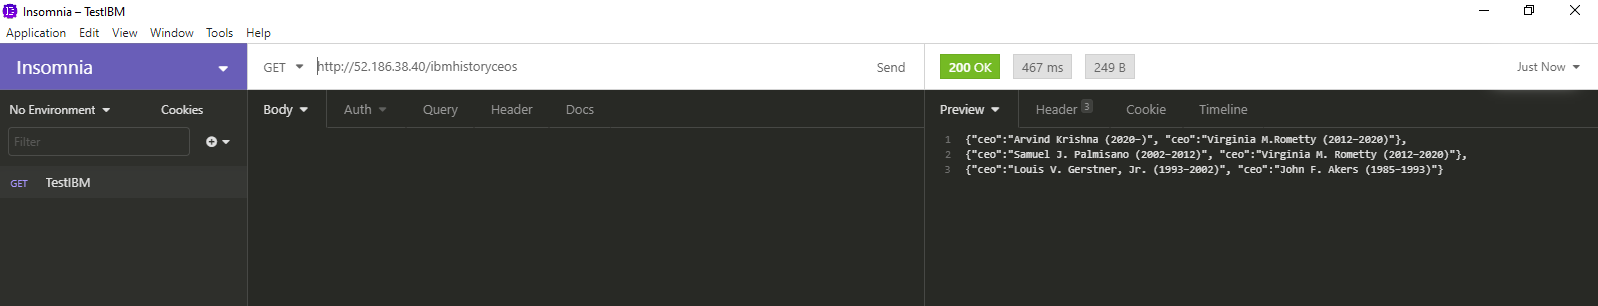 Insomnia – TestIBM
Application Edit View Window Tools Help
Insomnia
GET http://52.186.38.40/ibmhistoryceos Send
200 OK 467 ms 249 B Just Now
No Environment Cookies
Body Auth Query Header Docs
Preview Header 3 Cookie Timeline
Filter
GET TestIBM
1 {"ceo":"Arvind Krishna (2020-)", "ceo":"Virginia M.Rometty (2012-2020)"},
2 {"ceo":"Samuel J. Palmisano (2002-2012)", "ceo":"Virginia M. Rometty (2012-2020)"},
3 {"ceo":"Louis V. Gerstner, Jr. (1993-2002)", "ceo":"John F. Akers (1985-1993)"}